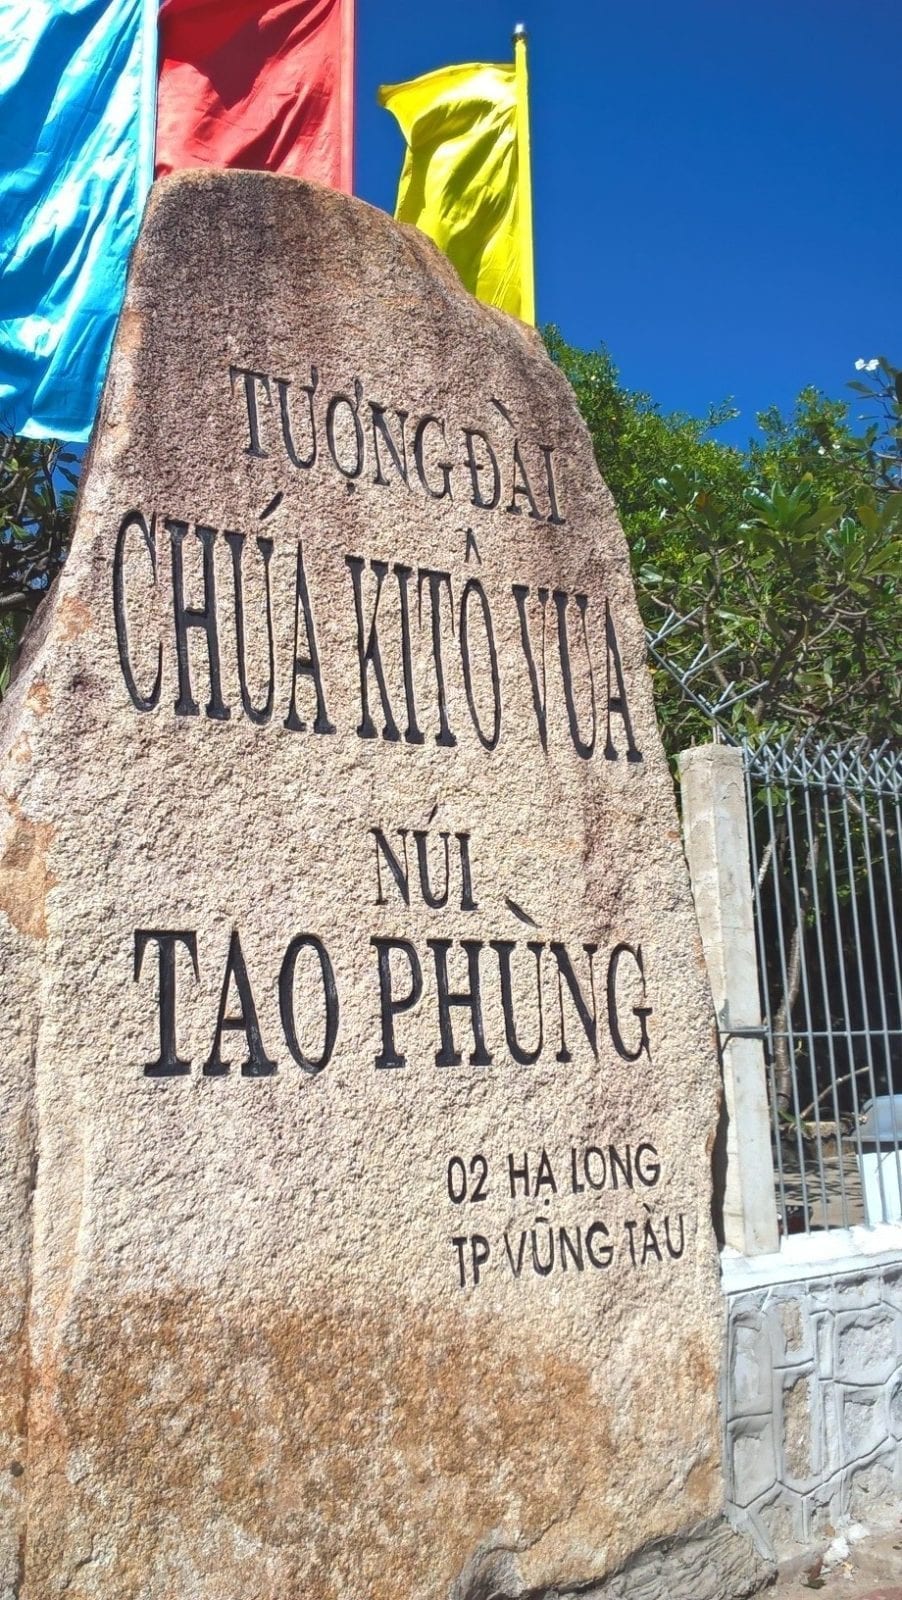 TƯỢNG ĐÀI
CHÚA KITÔ VUA
NÚI
TAO PHÙNG
02 HẠ LONG
TP VŨNG TÀU